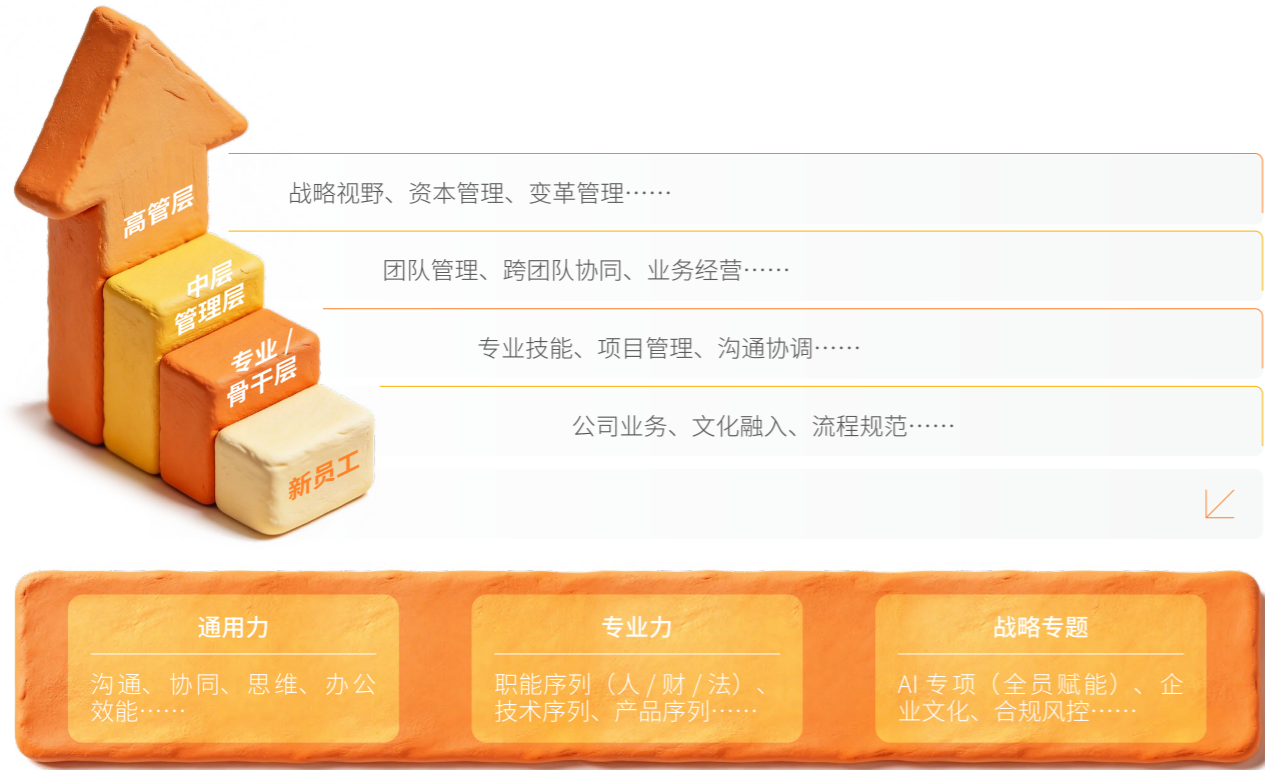 高管层
战略视野、资本管理、变革管理……
中层
管理层
团队管理、跨团队协同、业务经营……
专业 /
骨干层
专业技能、项目管理、沟通协调……
新员工
公司业务、文化融入、流程规范……
通用力
沟通、协同、思维、办公
效能……
专业力
职能序列（人 / 财 / 法）、
技术序列、产品序列……
战略专题
AI 专项（全员赋能）、企
业文化、合规风控……